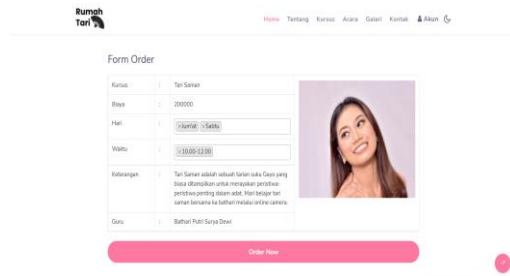 Rumah
Tari
Home Tentang Kursus Acara Galeri Kontak Akun
Form Order
Kursus : Tari Saman
Biaya : 200000
Hari : ×Jum'at ×Sabtu
Waktu : ×10.00-12.00
Keterangan : Tari Saman adalah sebuah tarian suku Gayo yang
biasa ditampilkan untuk merayakan peristiwa-
peristiwa penting dalam adat. Mari belajar tari
saman bersama ka bathari melalui online camera.
Guru : Bathari Putri Surya Dewi
Order Now